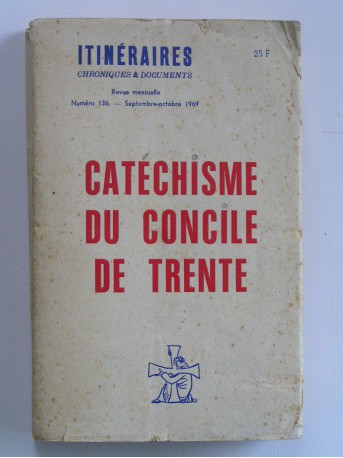 ITINÉRAIRES
CHRONIQUES & DOCUMENTS
25 F
Revue mensuelle
Numéro 136. — Septembre-octobre 1969
CATÉCHISME
DU CONCILE
DE TRENTE